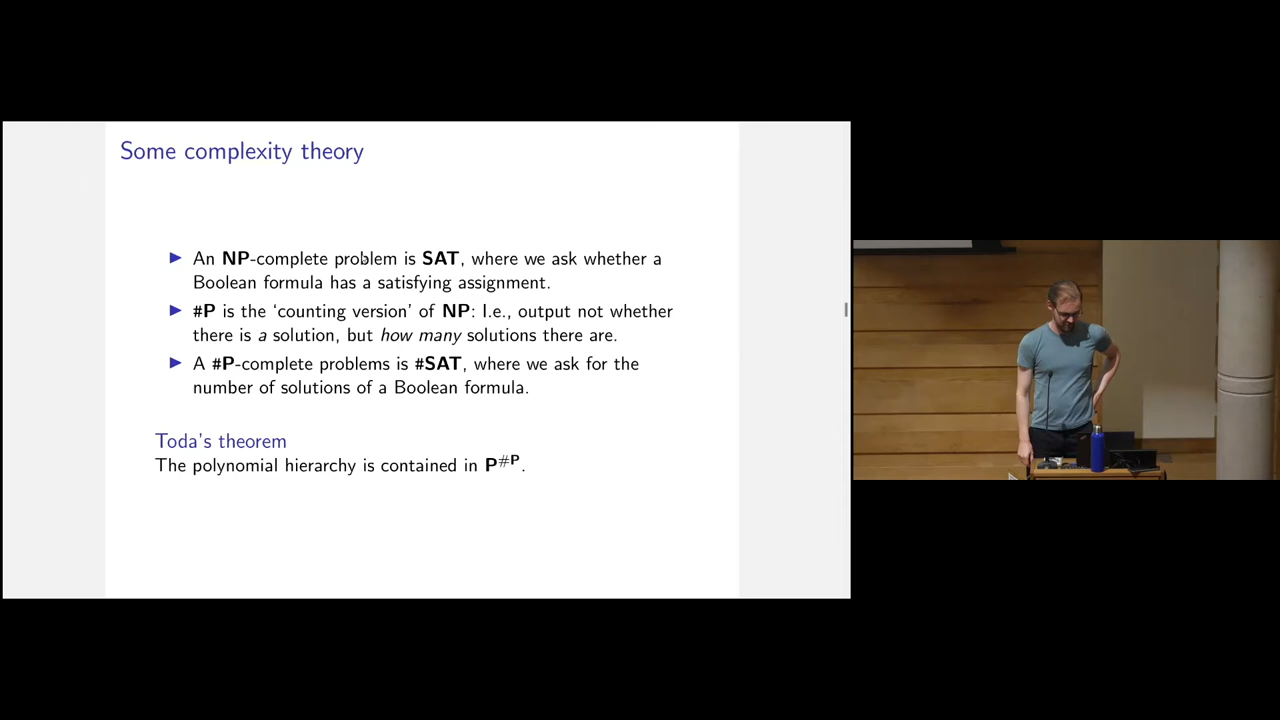 Some complexity theory
▶ An NP-complete problem is SAT, where we ask whether a
Boolean formula has a satisfying assignment.
▶ #P is the ‘counting version’ of NP: I.e., output not whether
there is a solution, but how many solutions there are.
▶ A #P-complete problems is #SAT, where we ask for the
number of solutions of a Boolean formula.
Toda's theorem
The polynomial hierarchy is contained in P^#P.